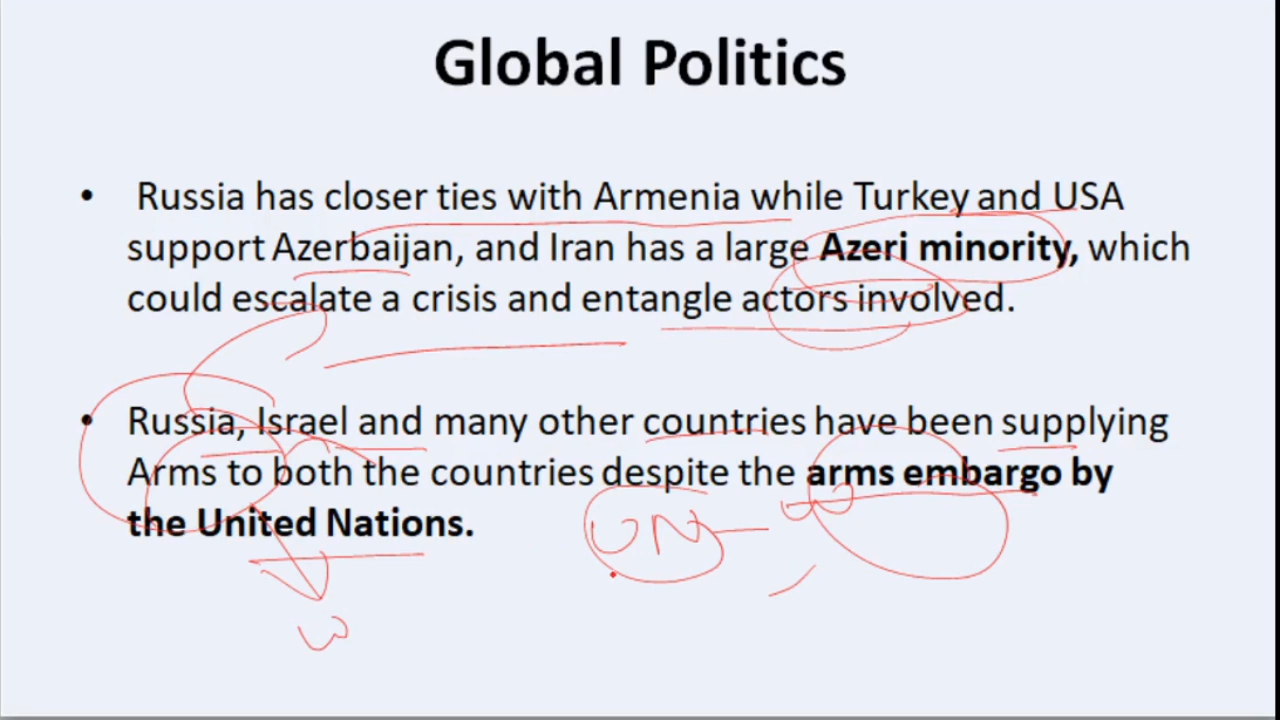 Global Politics
• Russia has closer ties with Armenia while Turkey and USA
support Azerbaijan, and Iran has a large Azeri minority, which
could escalate a crisis and entangle actors involved.
• Russia, Israel and many other countries have been supplying
Arms to both the countries despite the arms embargo by
the United Nations.
UN